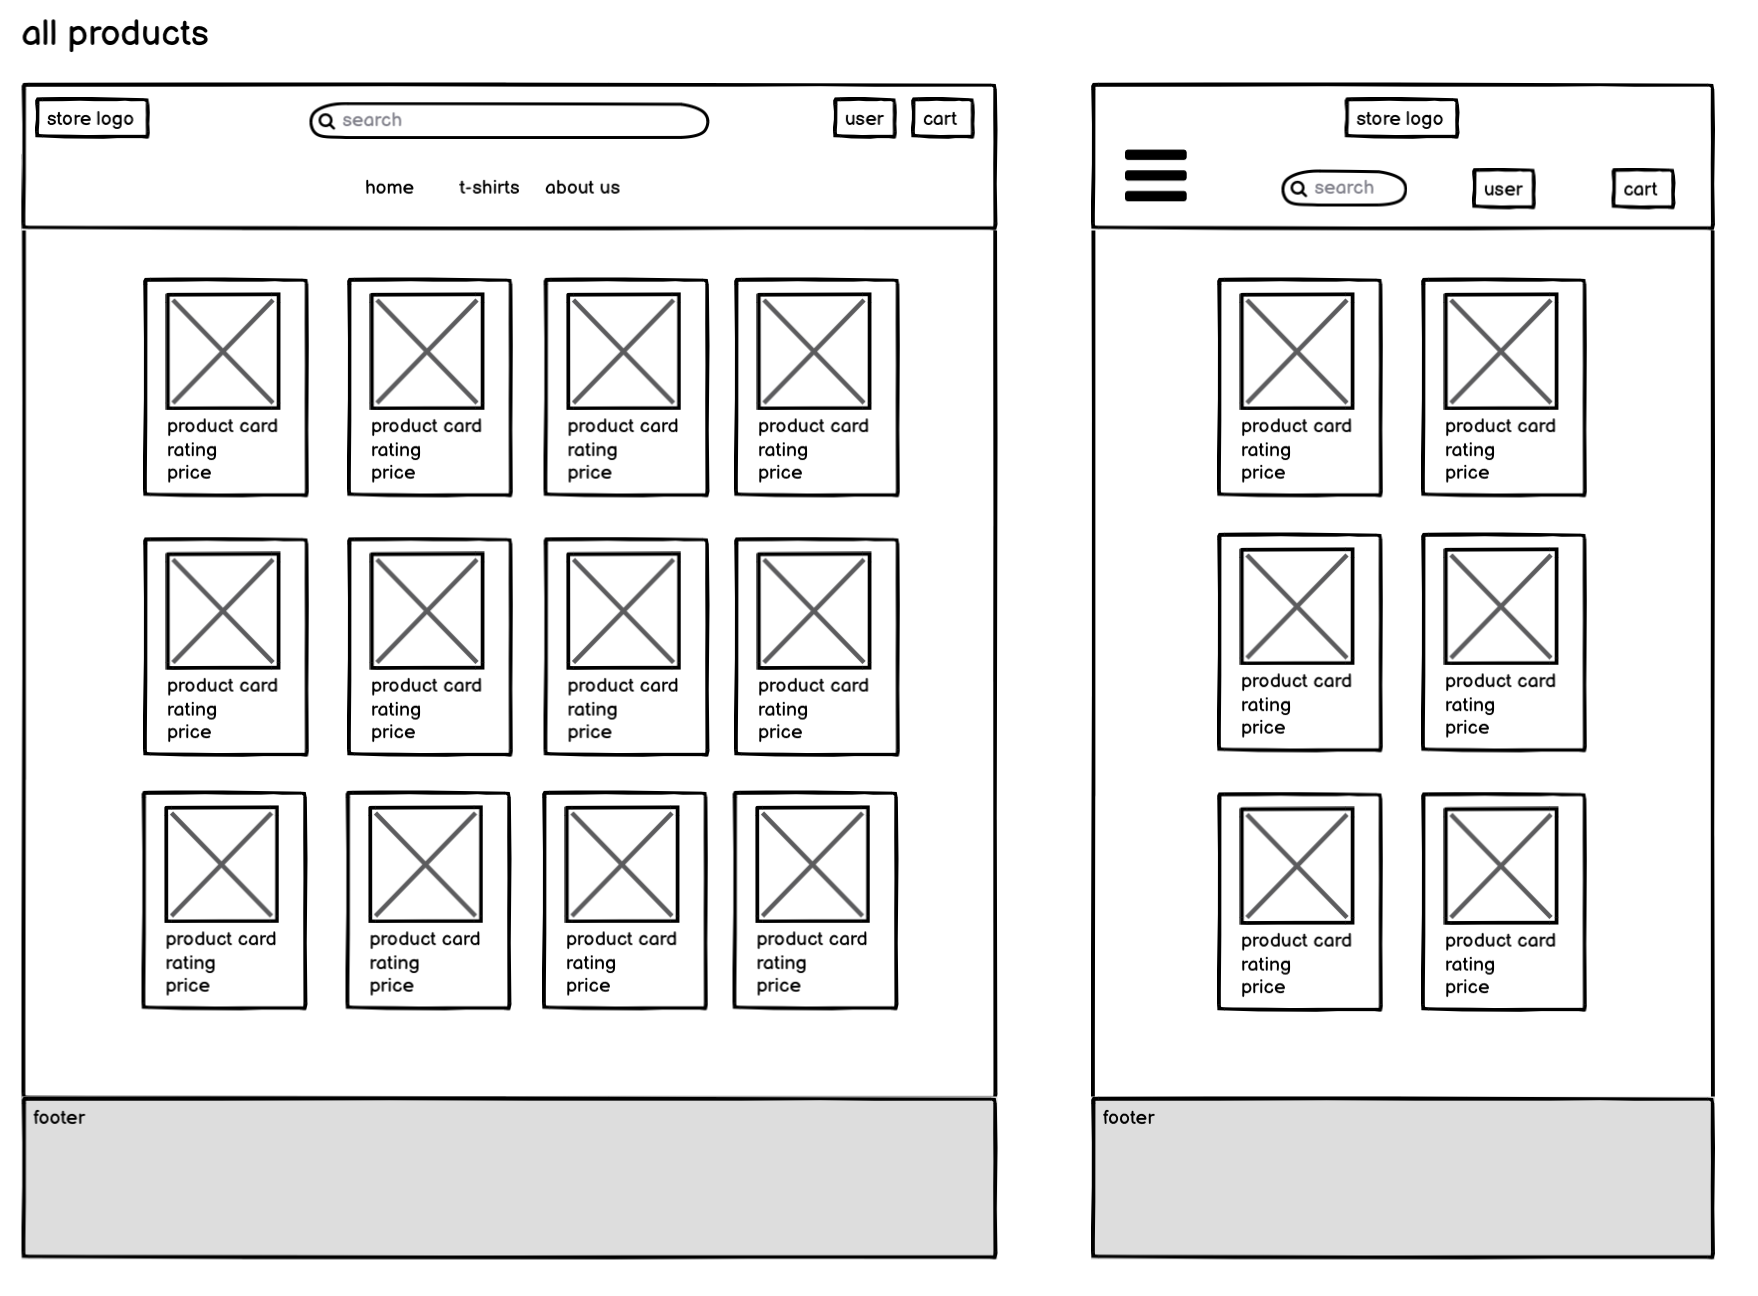 all products
store logo
search
user
cart
home t-shirts about us
product card product card product card product card
rating rating rating rating
price price price price
product card product card product card product card
rating rating rating rating
price price price price
product card product card product card product card
rating rating rating rating
price price price price
footer
store logo
search
user
cart
product card product card
rating rating
price price
product card product card
rating rating
price price
product card product card
rating rating
price price
footer